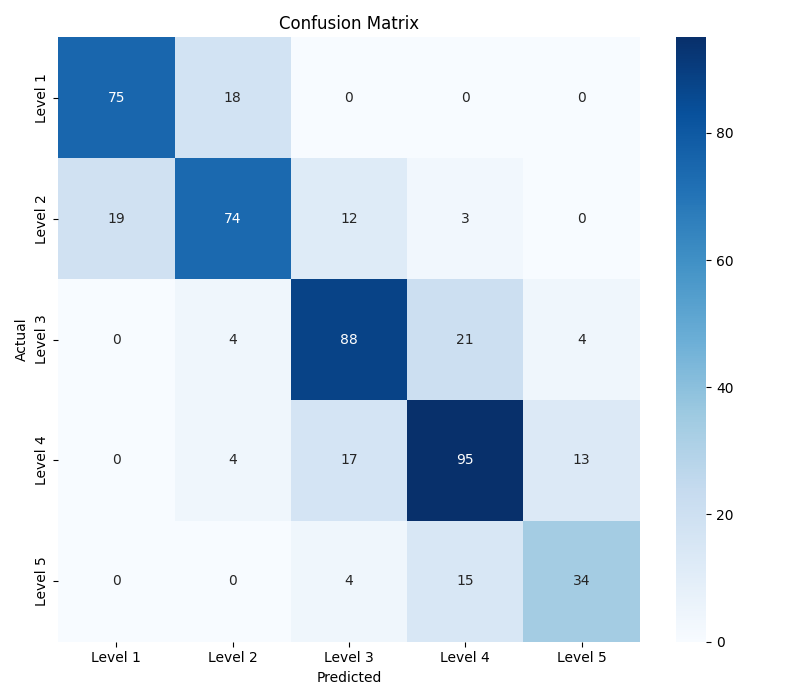 Confusion Matrix
Level 1 75 18 0 0 0
Level 2 19 74 12 3 0
Level 3 0 4 88 21 4
Level 4 0 4 17 95 13
Level 5 0 0 4 15 34
Level 1 Level 2 Level 3 Level 4 Level 5
Predicted
Actual
80
60
40
20
0